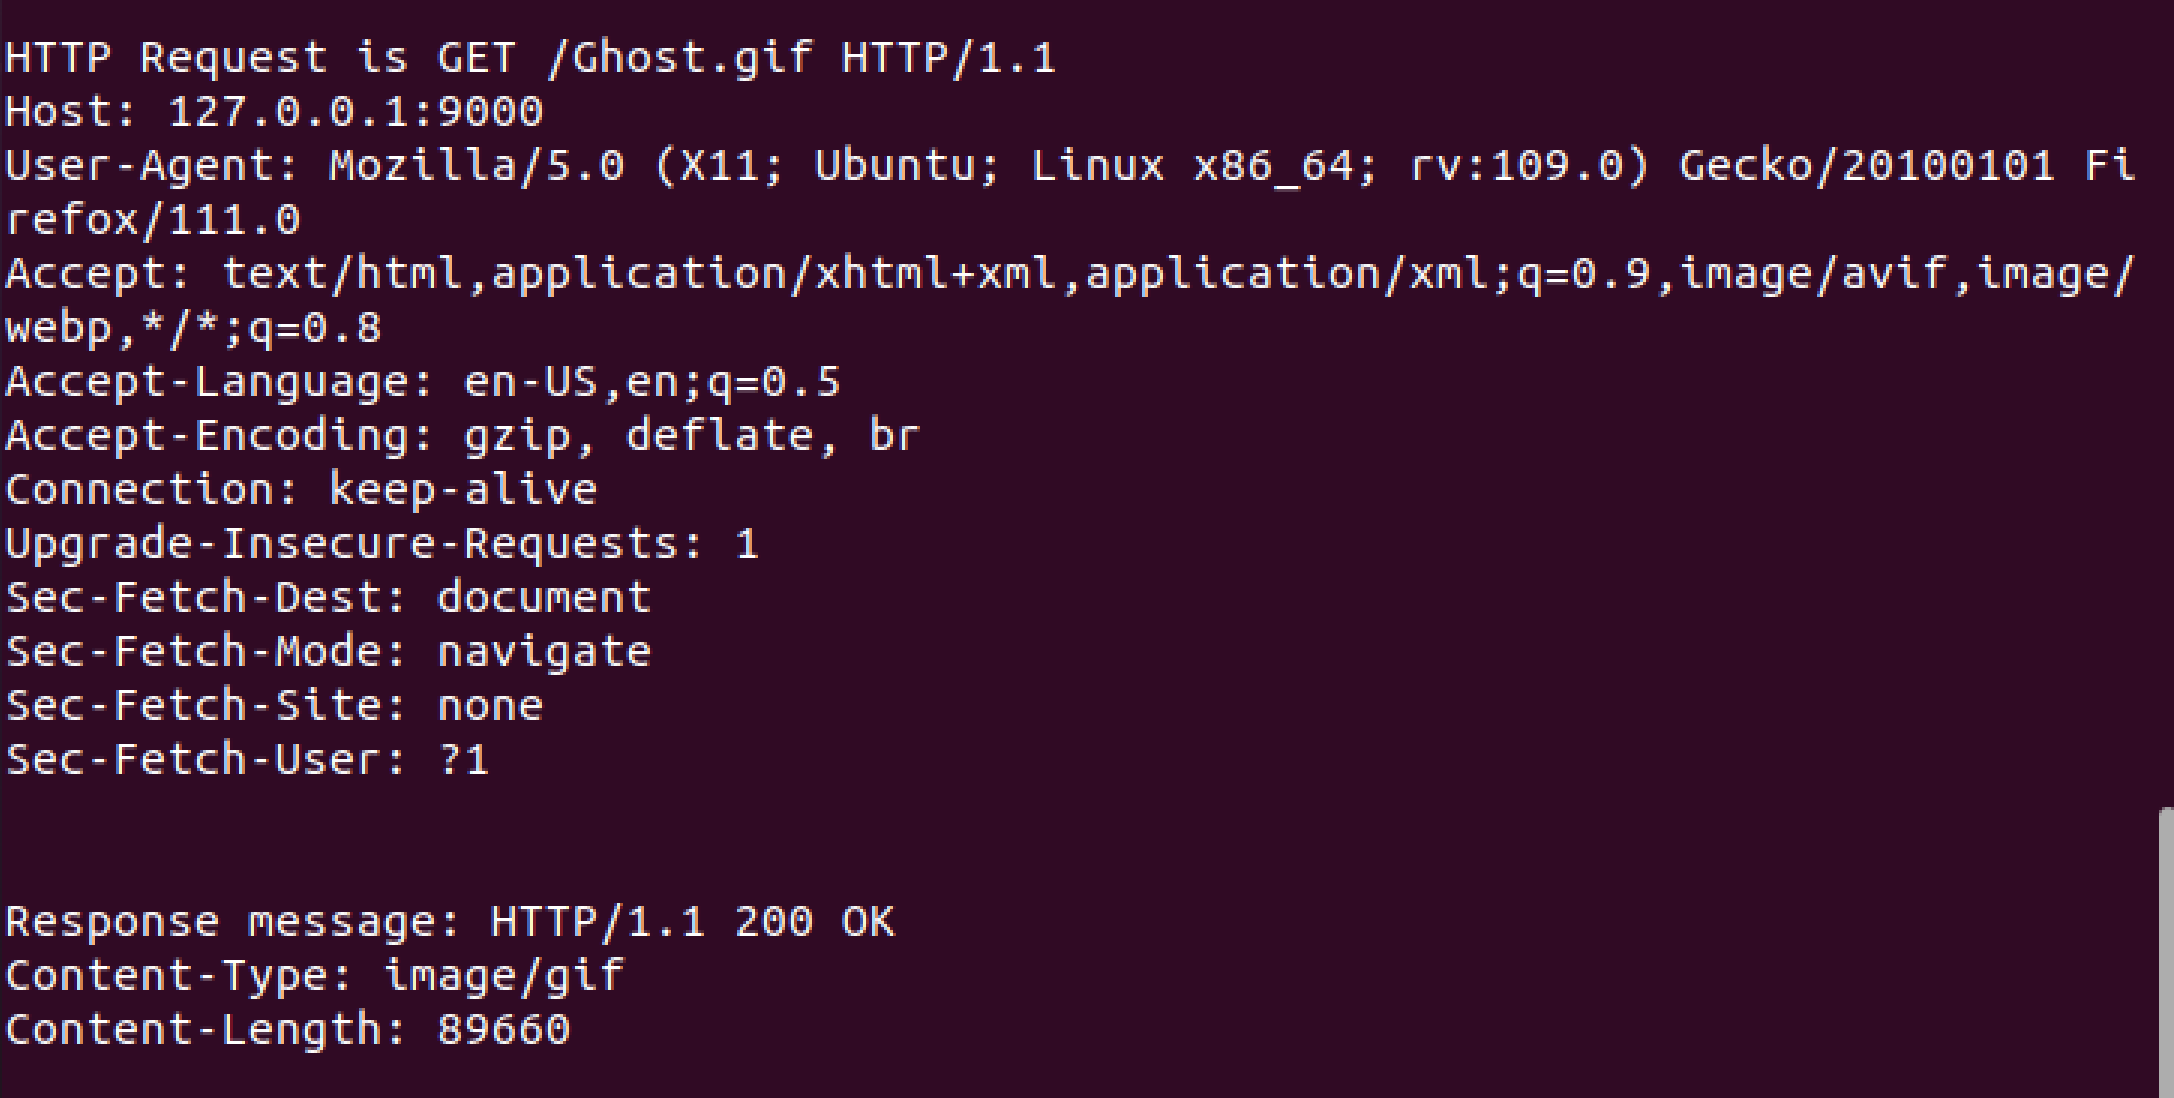 HTTP Request is GET /Ghost.gif HTTP/1.1
Host: 127.0.0.1:9000
User-Agent: Mozilla/5.0 (X11; Ubuntu; Linux x86_64; rv:109.0) Gecko/20100101 Fi
refox/111.0
Accept: text/html,application/xhtml+xml,application/xml;q=0.9,image/avif,image/
webp,*/*;q=0.8
Accept-Language: en-US,en;q=0.5
Accept-Encoding: gzip, deflate, br
Connection: keep-alive
Upgrade-Insecure-Requests: 1
Sec-Fetch-Dest: document
Sec-Fetch-Mode: navigate
Sec-Fetch-Site: none
Sec-Fetch-User: ?1
Response message: HTTP/1.1 200 OK
Content-Type: image/gif
Content-Length: 89660